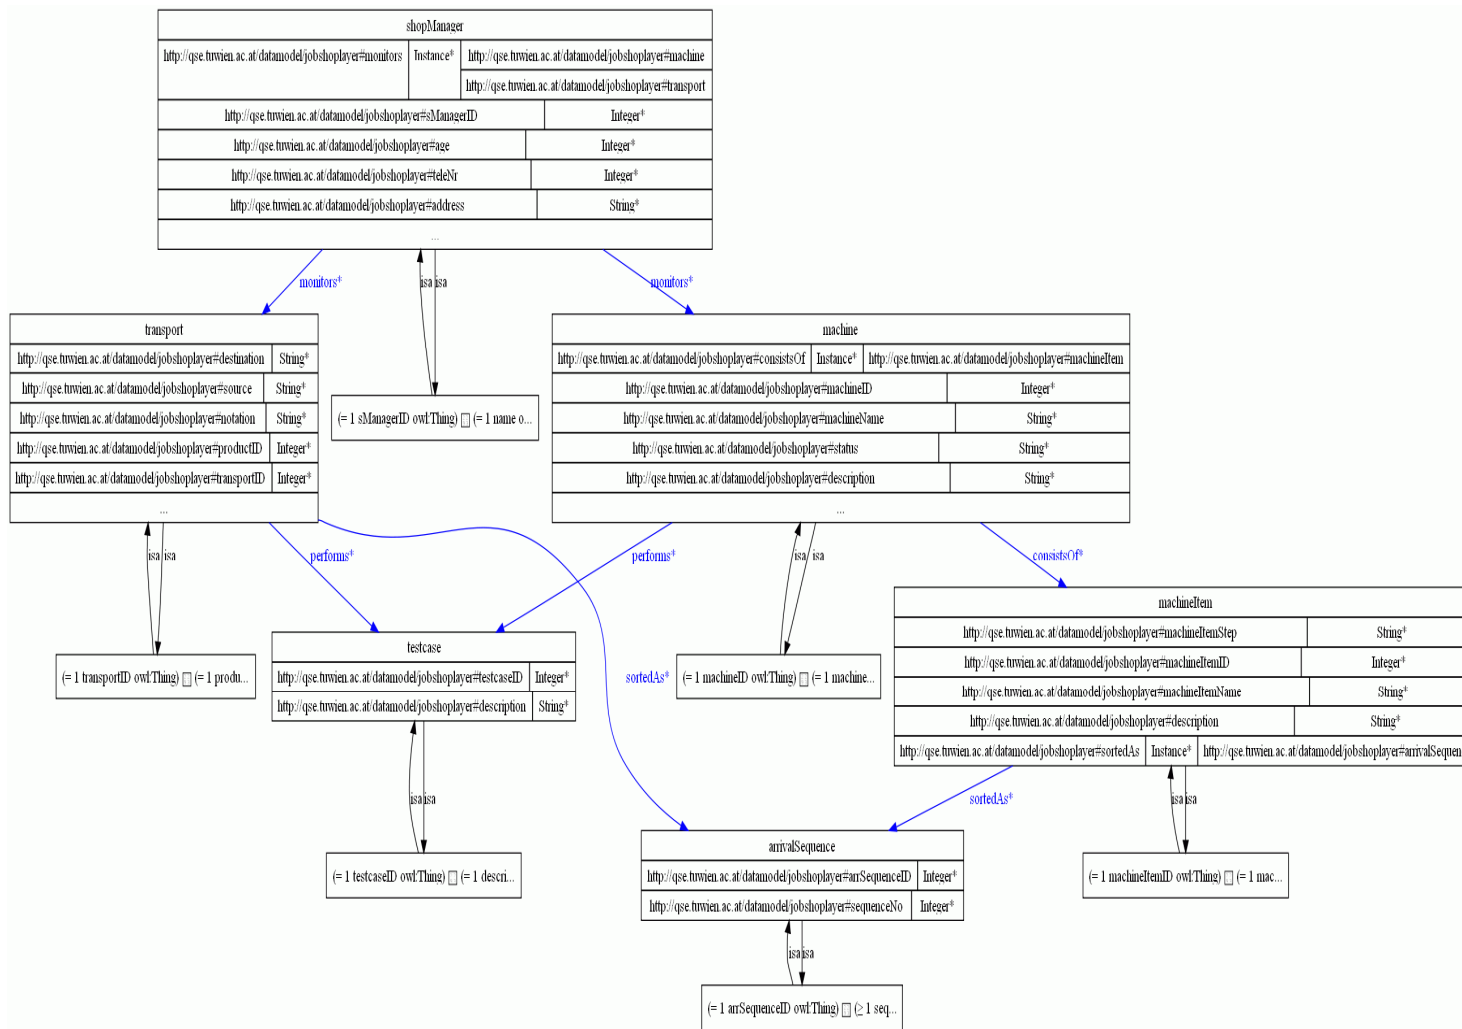 shopManager
http://qse.tuwien.ac.at/datamodel/jobshoplayer#monitors Instance* http://qse.tuwien.ac.at/datamodel/jobshoplayer#machine
http://qse.tuwien.ac.at/datamodel/jobshoplayer#transport
http://qse.tuwien.ac.at/datamodel/jobshoplayer#sManagerID Integer*
http://qse.tuwien.ac.at/datamodel/jobshoplayer#age Integer*
http://qse.tuwien.ac.at/datamodel/jobshoplayer#teleNr Integer*
http://qse.tuwien.ac.at/datamodel/jobshoplayer#address String*
...
monitors* isa isa monitors*
transport
http://qse.tuwien.ac.at/datamodel/jobshoplayer#destination String*
http://qse.tuwien.ac.at/datamodel/jobshoplayer#source String*
http://qse.tuwien.ac.at/datamodel/jobshoplayer#notation String*
http://qse.tuwien.ac.at/datamodel/jobshoplayer#productID Integer*
http://qse.tuwien.ac.at/datamodel/jobshoplayer#transportID Integer*
...
(= 1 sManagerID owl:Thing) □ (= 1 name o...
machine
http://qse.tuwien.ac.at/datamodel/jobshoplayer#consistsOf Instance* http://qse.tuwien.ac.at/datamodel/jobshoplayer#machineItem
http://qse.tuwien.ac.at/datamodel/jobshoplayer#machineID Integer*
http://qse.tuwien.ac.at/datamodel/jobshoplayer#machineName String*
http://qse.tuwien.ac.at/datamodel/jobshoplayer#status String*
http://qse.tuwien.ac.at/datamodel/jobshoplayer#description String*
...
isa isa performs* performs* isa isa consistsOf*
(= 1 transportID owl:Thing) □ (= 1 produ...
testcase
http://qse.tuwien.ac.at/datamodel/jobshoplayer#testcaseID Integer*
http://qse.tuwien.ac.at/datamodel/jobshoplayer#description String*
sortedAs*
(= 1 machineID owl:Thing) □ (= 1 machine...
machineItem
http://qse.tuwien.ac.at/datamodel/jobshoplayer#machineItemStep String*
http://qse.tuwien.ac.at/datamodel/jobshoplayer#machineItemID Integer*
http://qse.tuwien.ac.at/datamodel/jobshoplayer#machineItemName String*
http://qse.tuwien.ac.at/datamodel/jobshoplayer#description String*
http://qse.tuwien.ac.at/datamodel/jobshoplayer#sortedAs Instance* http://qse.tuwien.ac.at/datamodel/jobshoplayer#arrivalSequen
isa isa sortedAs* isa isa
(= 1 testcaseID owl:Thing) □ (= 1 descri...
arrivalSequence
http://qse.tuwien.ac.at/datamodel/jobshoplayer#arrSequenceID Integer*
http://qse.tuwien.ac.at/datamodel/jobshoplayer#sequenceNo Integer*
(= 1 machineItemID owl:Thing) □ (= 1 mac...
isa isa
(= 1 arrSequenceID owl:Thing) □ (≥ 1 seq...